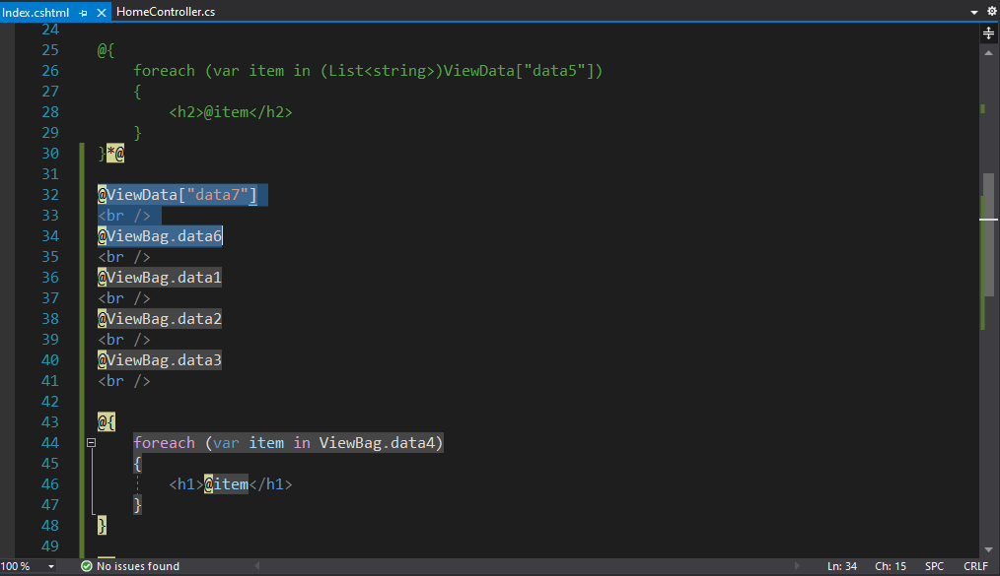 Index.cshtml HomeController.cs
24
25 @{
26 foreach (var item in (List<string>)ViewData["data5"])
27 {
28 <h2>@item</h2>
29 }
30 }*@
31
32 @ViewData["data7"]
33 <br />
34 @ViewBag.data6
35 <br />
36 @ViewBag.data1
37 <br />
38 @ViewBag.data2
39 <br />
40 @ViewBag.data3
41 <br />
42
43 @{
44 foreach (var item in ViewBag.data4)
45 {
46 <h1>@item</h1>
47 }
48 }
49
100 % No issues found Ln: 34 Ch: 15 SPC CRLF